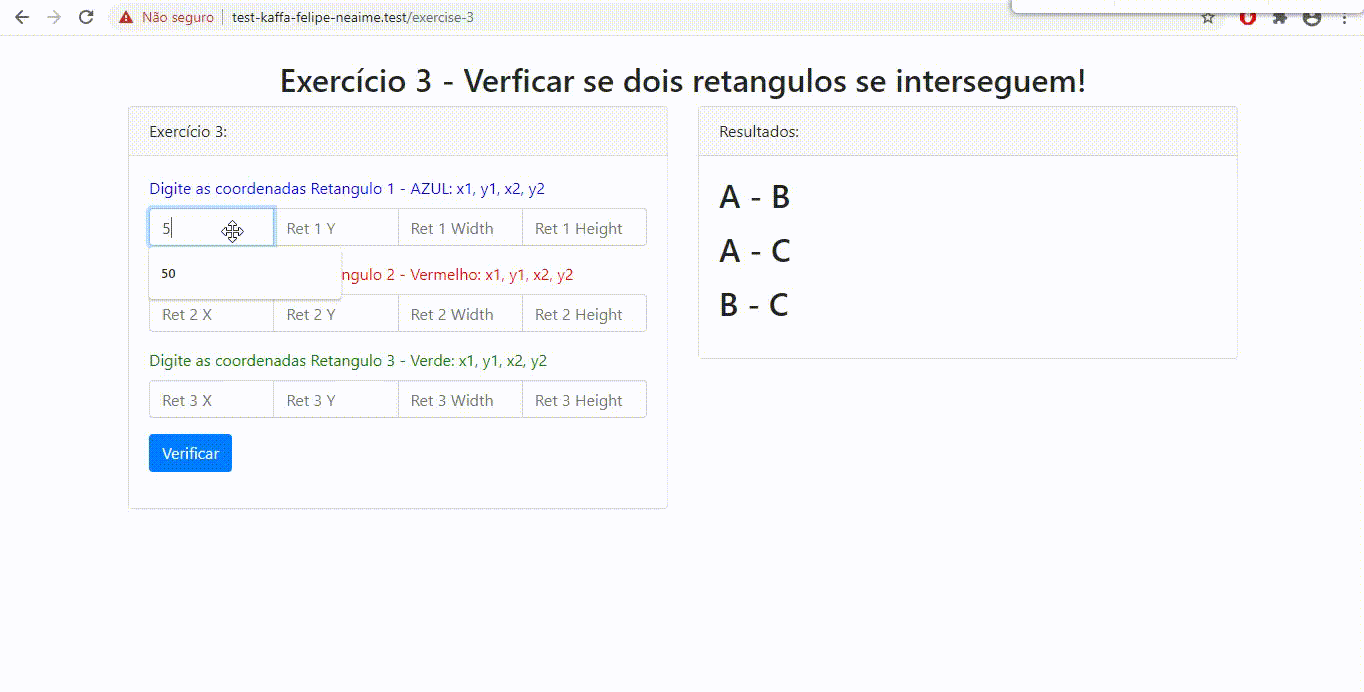 Não seguro | test-kaffa-felipe-neaime.test/exercise-3
Exercício 3 - Verficar se dois retangulos se interseguem!
Exercício 3:
Digite as coordenadas Retangulo 1 - AZUL: x1, y1, x2, y2
5 Ret 1 Y Ret 1 Width Ret 1 Height
50
ngulo 2 - Vermelho: x1, y1, x2, y2
Ret 2 X Ret 2 Y Ret 2 Width Ret 2 Height
Digite as coordenadas Retangulo 3 - Verde: x1, y1, x2, y2
Ret 3 X Ret 3 Y Ret 3 Width Ret 3 Height
Verificar
Resultados:
A - B
A - C
B - C